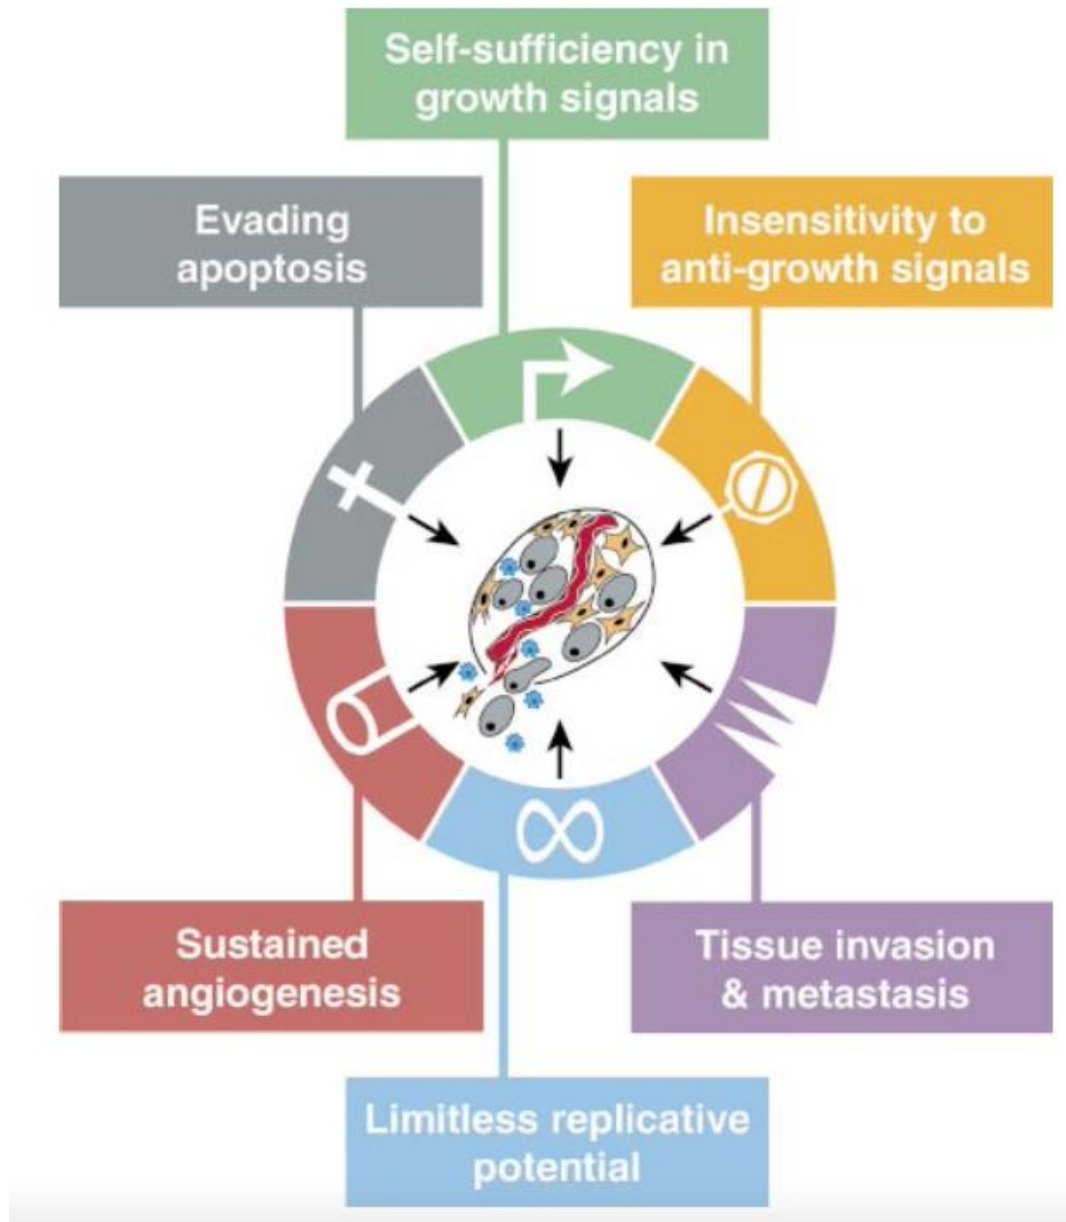 Self-sufficiency in
growth signals
Evading
apoptosis
Insensitivity to
anti-growth signals
Sustained
angiogenesis
Tissue invasion
& metastasis
Limitless replicative
potential